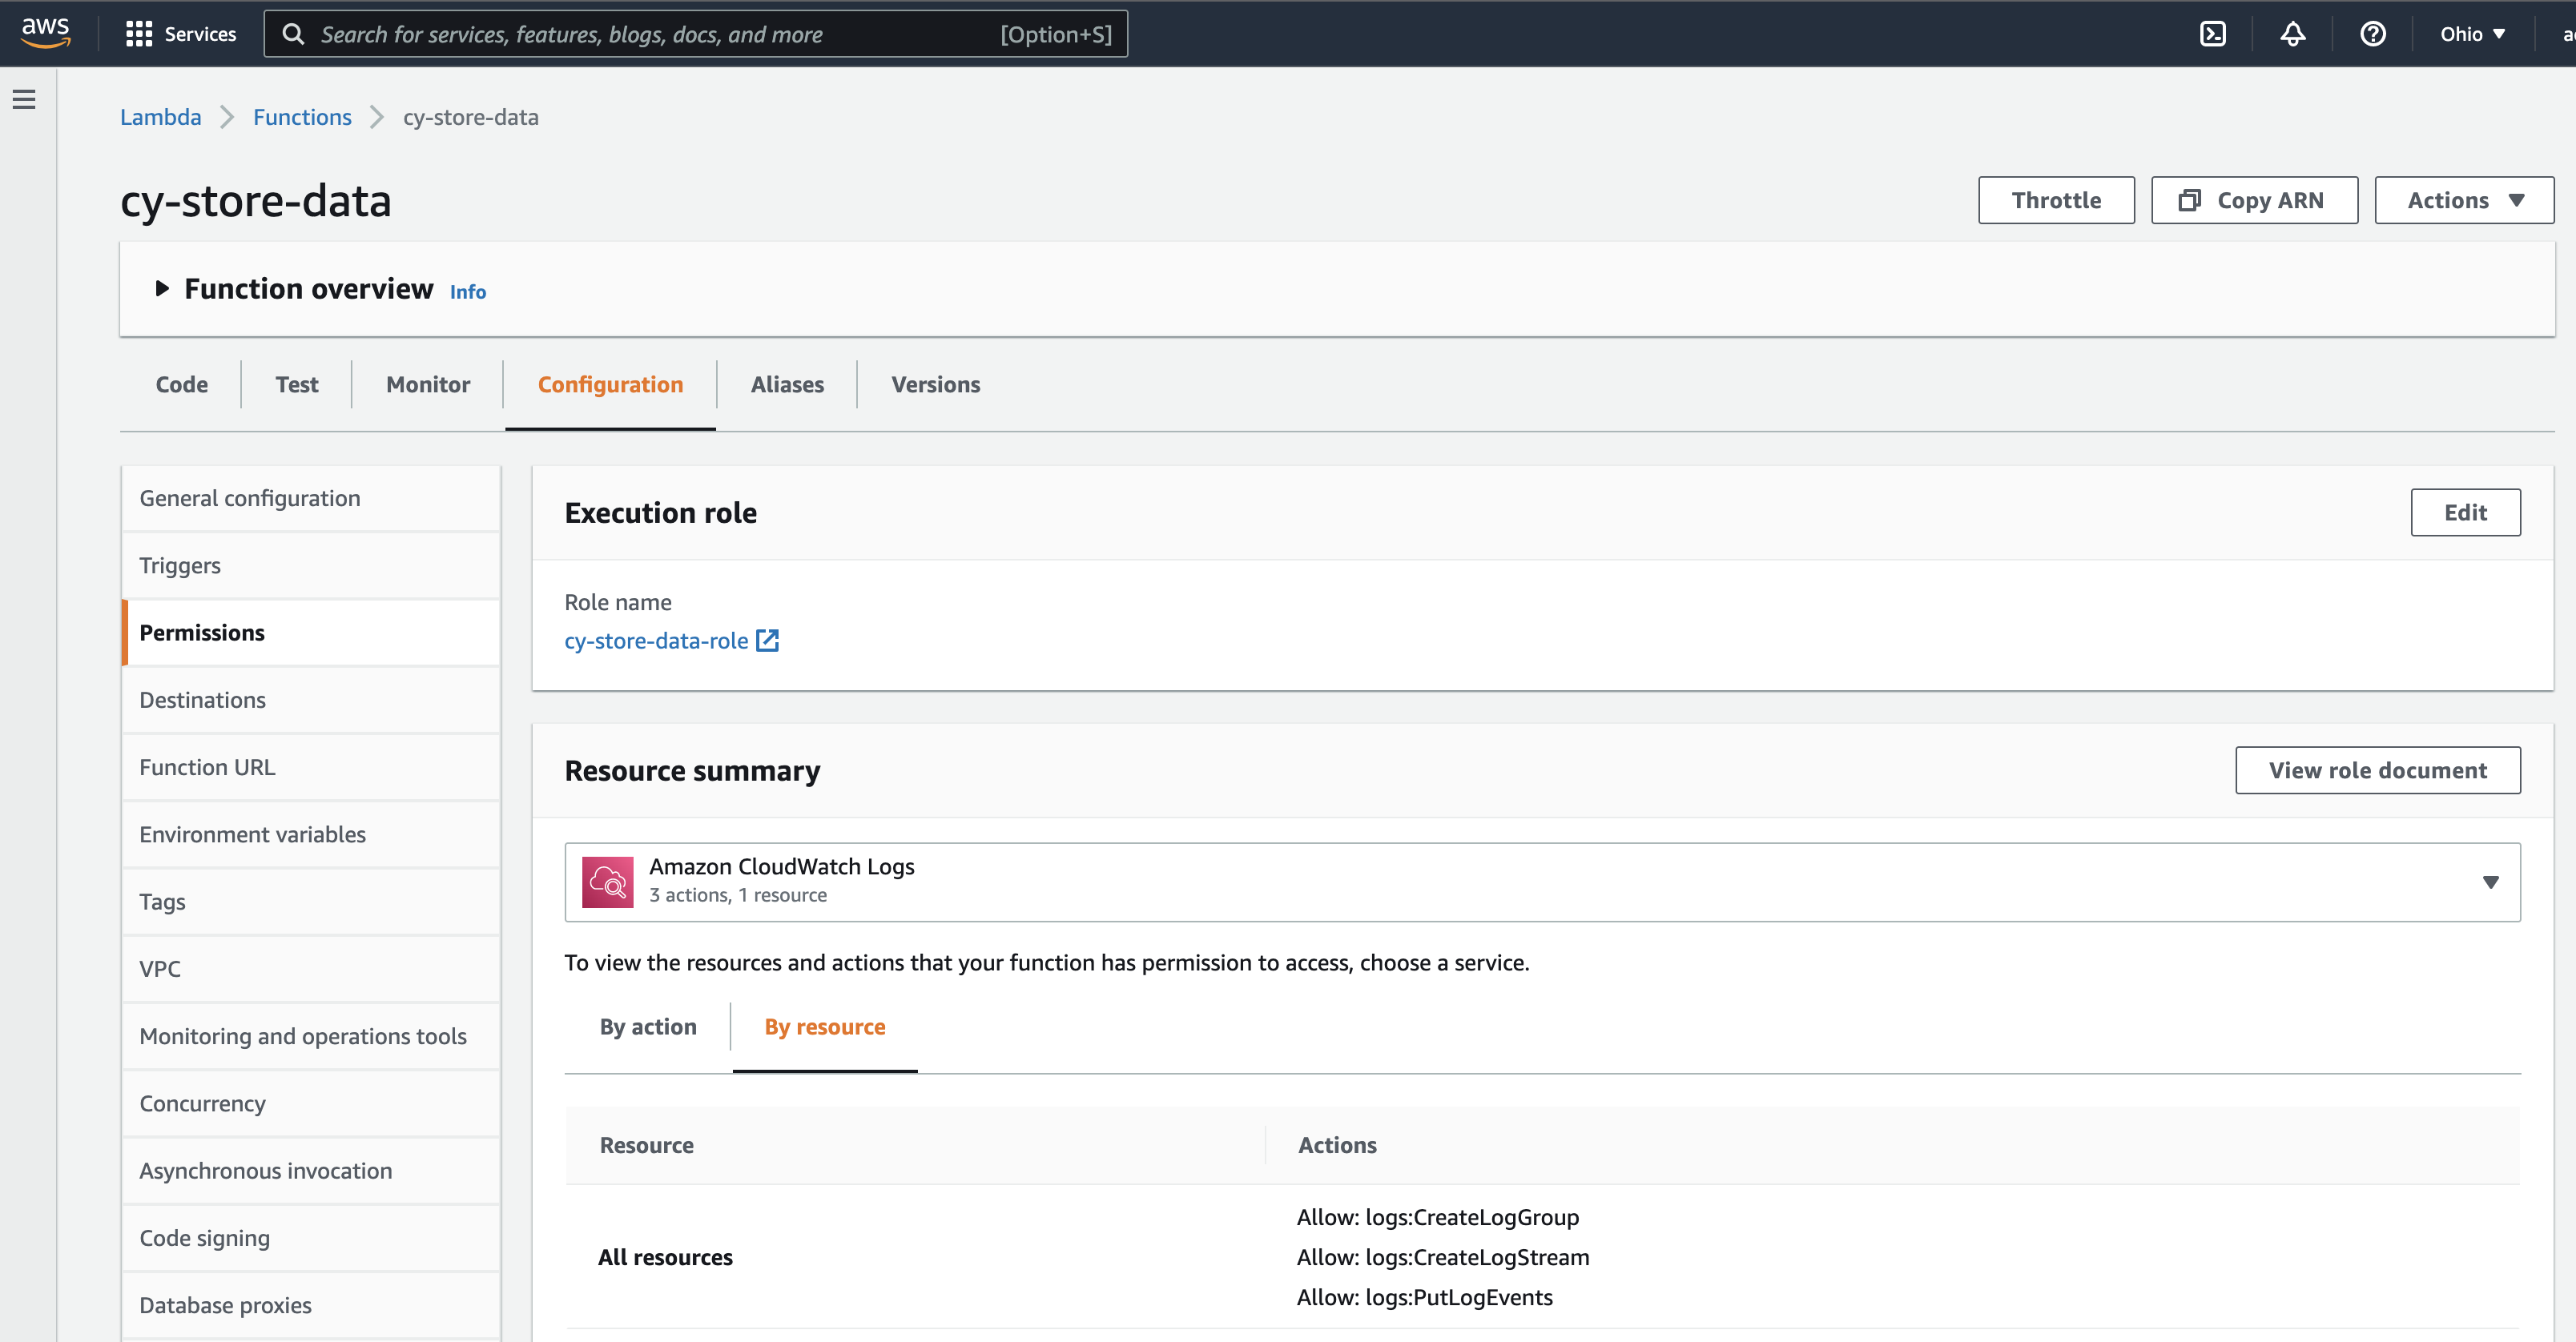 aws
Services
Search for services, features, blogs, docs, and more [Option+S]
Ohio
Lambda > Functions > cy-store-data
cy-store-data
Throttle
Copy ARN
Actions
Function overview Info
Code
Test
Monitor
Configuration
Aliases
Versions
General configuration
Triggers
Permissions
Destinations
Function URL
Environment variables
Tags
VPC
Monitoring and operations tools
Concurrency
Asynchronous invocation
Code signing
Database proxies
Execution role
Edit
Role name
cy-store-data-role
Resource summary
View role document
Amazon CloudWatch Logs
3 actions, 1 resource
To view the resources and actions that your function has permission to access, choose a service.
By action
By resource
Resource
Actions
All resources
Allow: logs:CreateLogGroup
Allow: logs:CreateLogStream
Allow: logs:PutLogEvents